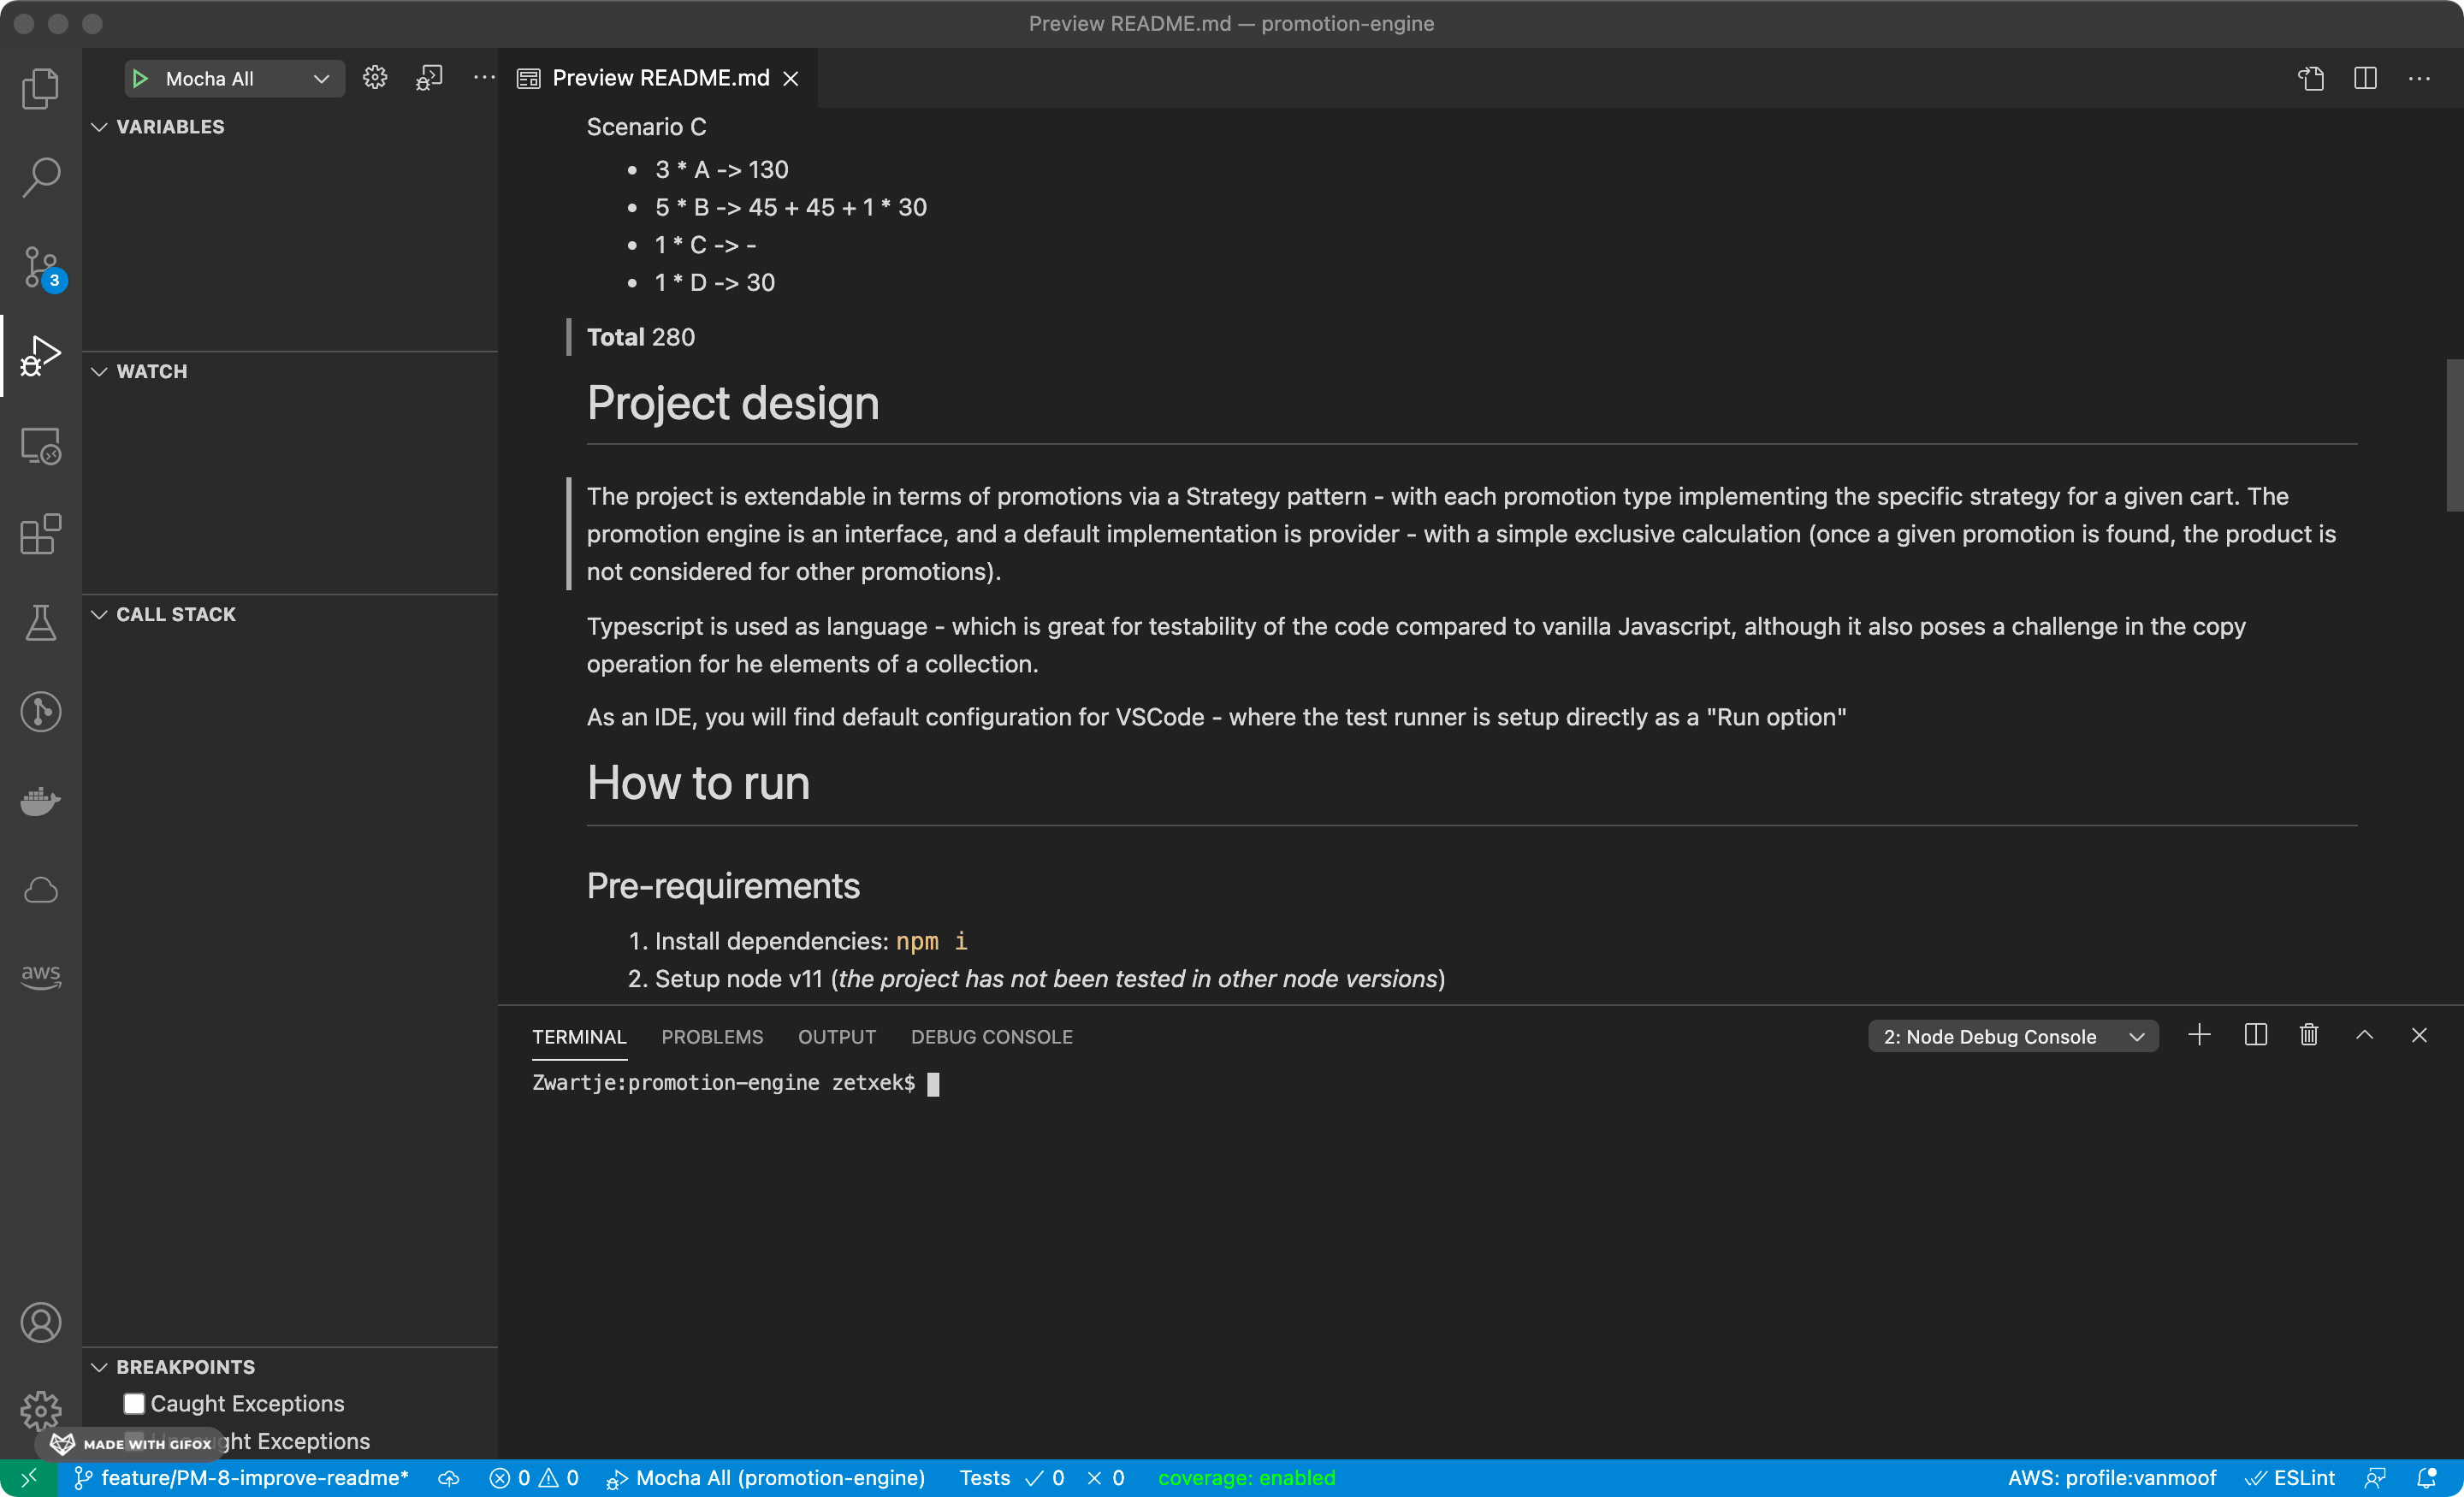 Preview README.md — promotion-engine
Mocha All
Preview README.md
VARIABLES
WATCH
CALL STACK
BREAKPOINTS
Caught Exceptions
ght Exceptions
MADE WITH GIFOX
3
aws
Scenario C
• 3 * A -> 130
• 5 * B -> 45 + 45 + 1 * 30
• 1 * C -> -
• 1 * D -> 30
Total 280
Project design
The project is extendable in terms of promotions via a Strategy pattern - with each promotion type implementing the specific strategy for a given cart. The
promotion engine is an interface, and a default implementation is provider - with a simple exclusive calculation (once a given promotion is found, the product is
not considered for other promotions).
Typescript is used as language - which is great for testability of the code compared to vanilla Javascript, although it also poses a challenge in the copy
operation for he elements of a collection.
As an IDE, you will find default configuration for VSCode - where the test runner is setup directly as a "Run option"
How to run
Pre-requirements
1. Install dependencies: npm i
2. Setup node v11 (the project has not been tested in other node versions)
TERMINAL PROBLEMS OUTPUT DEBUG CONSOLE 2: Node Debug Console
Zwartje:promotion-engine zetxek$
feature/PM-8-improve-readme* 0 0 Mocha All (promotion-engine) Tests 0 0 coverage: enabled AWS: profile:vanmoof ESLint